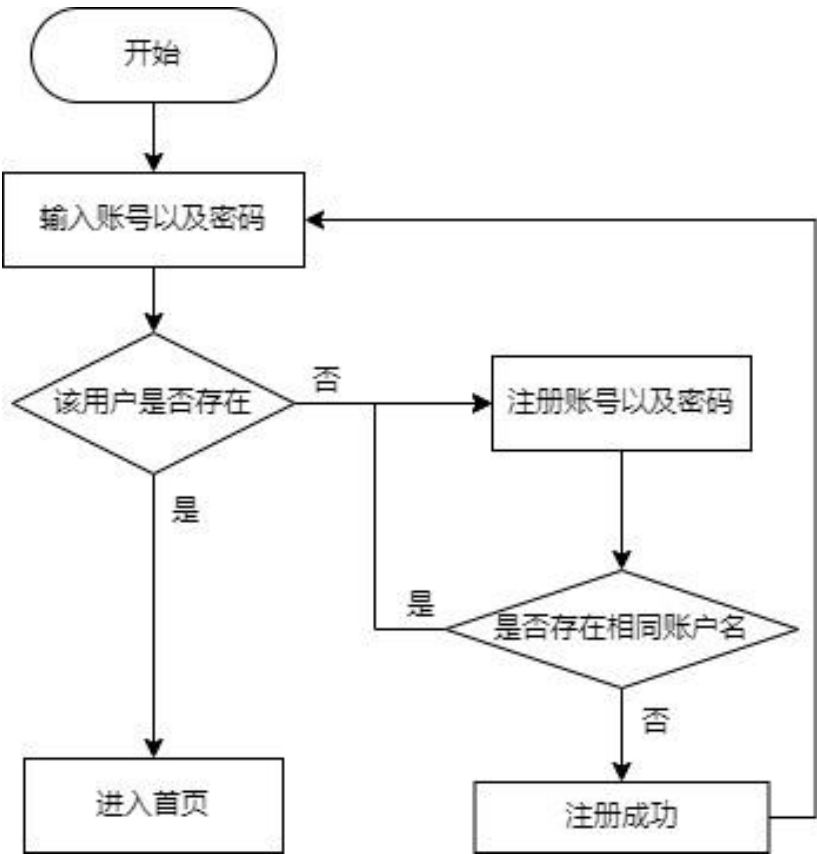 开始
输入账号以及密码
该用户是否存在
否
注册账号以及密码
是
是
是否存在相同账户名
否
进入首页
注册成功